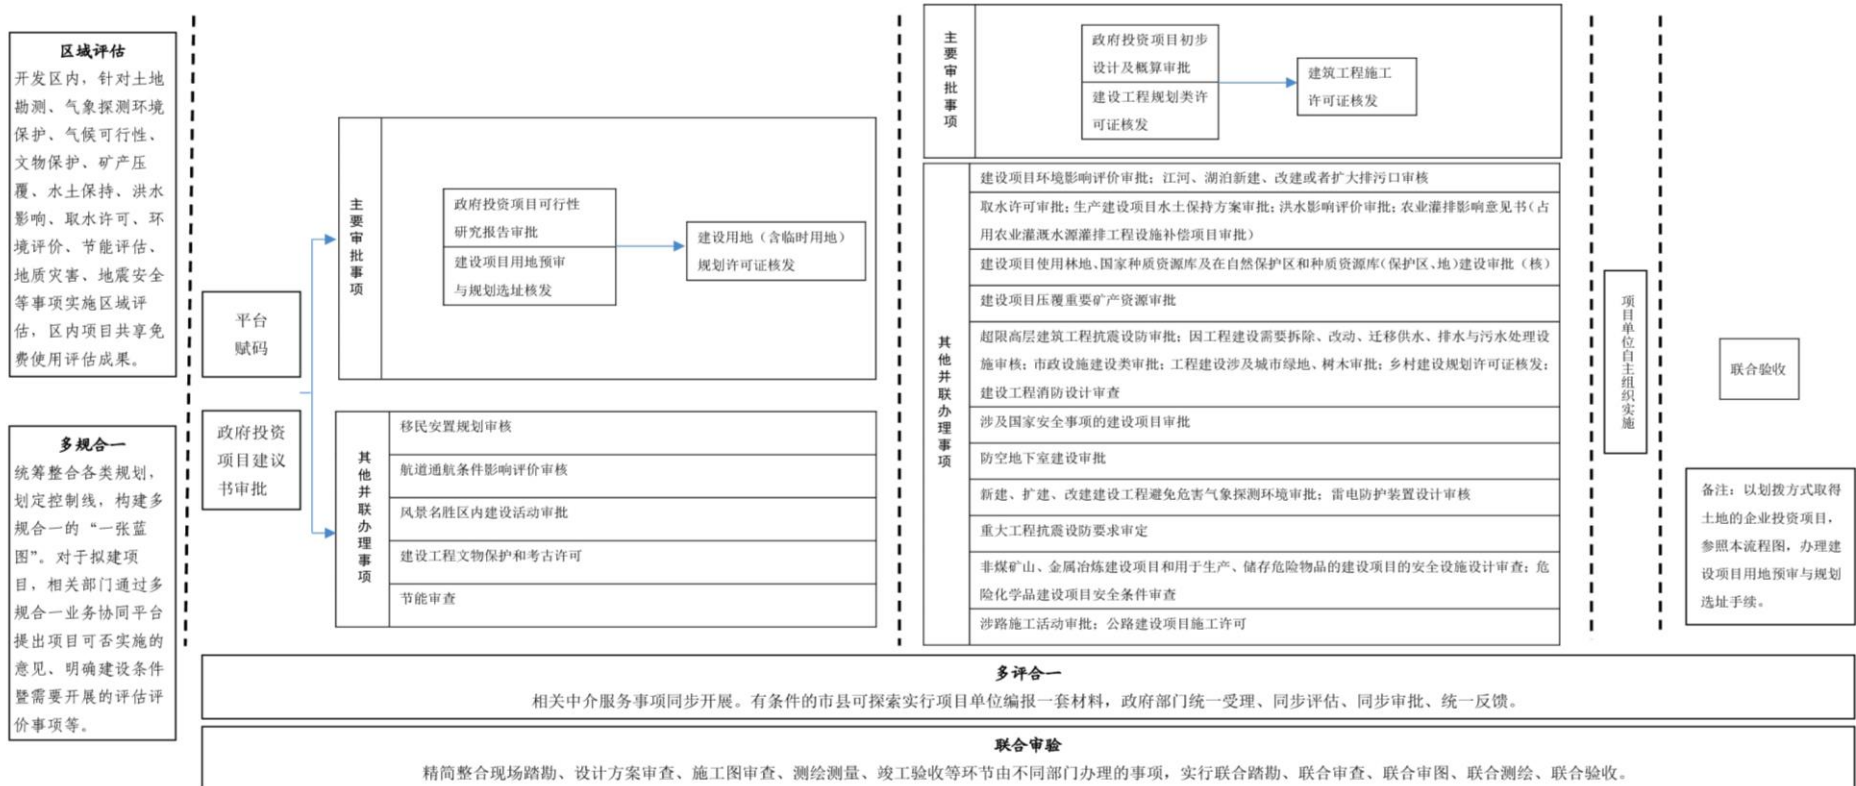 区域评估
开发区内，针对土地
勘测、气象探测环境
保护、气候可行性、
文物保护、矿产压
覆、水土保持、洪水
影响、取水许可、环
境评价、节能评估、
地质灾害、地震安全
等事项实施区域评
估，区内项目共享免
费使用评估成果。
多规合一
统筹整合各类规划，
划定控制线，构建多
规合一的“一张蓝
图”。对于拟建项
目，相关部门通过多
规合一业务协同平台
提出项目可否实施的
意见、明确建设条件
暨需要开展的评估评
价事项等。
平台
赋码
政府投资
项目建议
书审批
主要审批事项
政府投资项目可行性
研究报告审批
建设项目用地预审
与规划选址核发
建设用地（含临时用地）
规划许可证核发
其他并联办理事项
移民安置规划审核
航道通航条件影响评价审核
风景名胜区内建设活动审批
建设工程文物保护和考古许可
节能审查
主要审批事项
政府投资项目初步
设计及概算审批
建设工程规划类许
可证核发
建筑工程施工
许可证核发
其他并联办理事项
建设项目环境影响评价审批；江河、湖泊新建、改建或者扩大排污口审核
取水许可审批；生产建设项目水土保持方案审批；洪水影响评价审批；农业灌排影响意见书（占
用农业灌溉水源灌排工程设施补偿项目审批）
建设项目使用林地、国家种质资源库及在自然保护区和种质资源库（保护区、地）建设审批（核）
建设项目压覆重要矿产资源审批
超限高层建筑工程抗震设防审批；因工程建设需要拆除、改动、迁移供水、排水与污水处理设
施审核；市政设施建设类审批；工程建设涉及城市绿地、树木审批；乡村建设规划许可证核发；
建设工程消防设计审查
涉及国家安全事项的建设项目审批
防空地下室建设审批
新建、扩建、改建建设工程避免危害气象探测环境审批；雷电防护装置设计审核
重大工程抗震设防要求审定
非煤矿山、金属冶炼建设项目和用于生产、储存危险物品的建设项目的安全设施设计审查；危
险化学品建设项目安全条件审查
涉路施工活动审批；公路建设项目施工许可
项目单位自主组织实施
联合验收
备注：以划拨方式取得
土地的企业投资项目，
参照本流程图，办理建
设项目用地预审与规划
选址手续。
多评合一
相关中介服务事项同步开展。有条件的市县可探索实行项目单位编报一套材料，政府部门统一受理、同步评估、同步审批、统一反馈。
联合审验
精简整合现场踏勘、设计方案审查、施工图审查、测绘测量、竣工验收等环节由不同部门办理的事项，实行联合踏勘、联合审查、联合审图、联合测绘、联合验收。